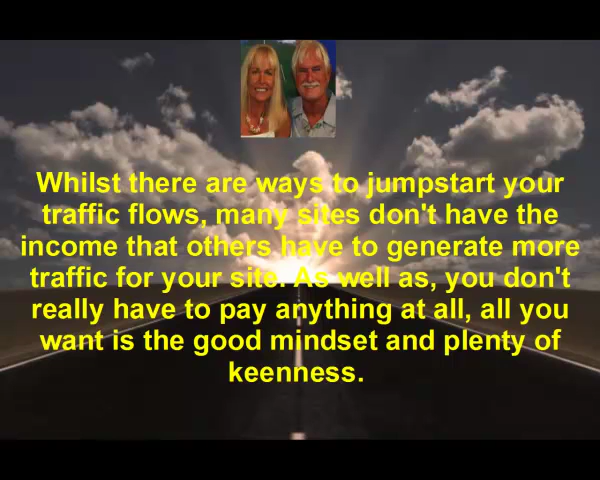 Whilst there are ways to jumpstart your
traffic flows, many sites don't have the
income that others have to generate more
traffic for your site. As well as, you don't
really have to pay anything at all, all you
want is the good mindset and plenty of
keenness.